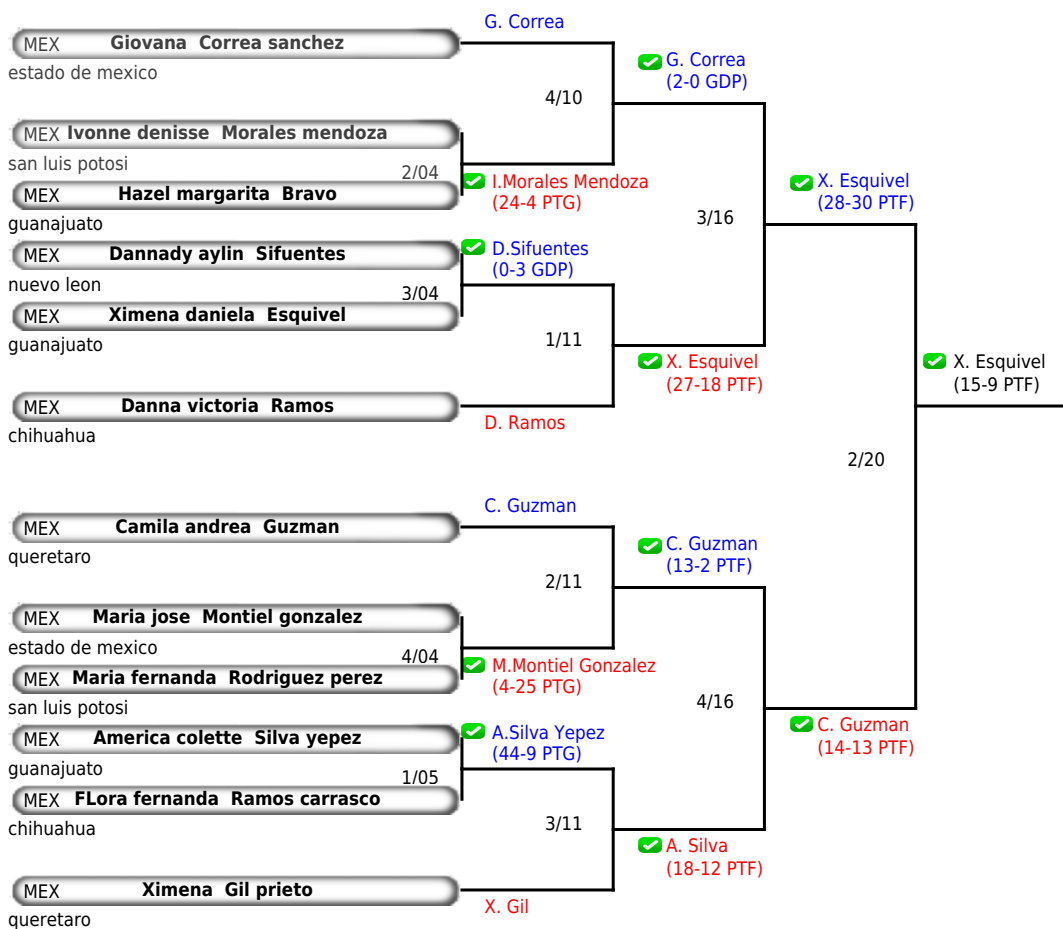 G. Correa
MEX Giovana Correa sanchez
estado de mexico
G. Correa
(2-0 GDP)
4/10
MEX Ivonne denisse Morales mendoza
san luis potosi
2/04
I.Morales Mendoza
(24-4 PTG)
MEX Hazel margarita Bravo
guanajuato
X. Esquivel
(28-30 PTF)
3/16
MEX Dannady aylin Sifuentes
nuevo leon
D.Sifuentes
(0-3 GDP)
3/04
MEX Ximena daniela Esquivel
guanajuato
1/11
X. Esquivel
(27-18 PTF)
X. Esquivel
(15-9 PTF)
MEX Danna victoria Ramos
chihuahua
D. Ramos
2/20
C. Guzman
MEX Camila andrea Guzman
queretaro
C. Guzman
(13-2 PTF)
2/11
MEX Maria jose Montiel gonzalez
estado de mexico
4/04
M.Montiel Gonzalez
(4-25 PTG)
MEX Maria fernanda Rodriguez perez
san luis potosi
4/16
C. Guzman
(14-13 PTF)
MEX America colette Silva yepez
guanajuato
A.Silva Yepez
(44-9 PTG)
1/05
MEX FLora fernanda Ramos carrasco
chihuahua
3/11
A. Silva
(18-12 PTF)
MEX Ximena Gil prieto
queretaro
X. Gil